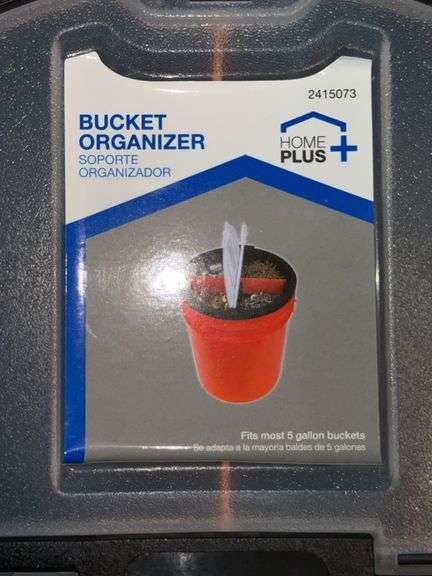 2415073
BUCKET
ORGANIZER
SOPORTE
ORGANIZADOR
HOME
PLUS
Fits most 5 gallon buckets
Se adapta a la mayoría baldes de 5 galones